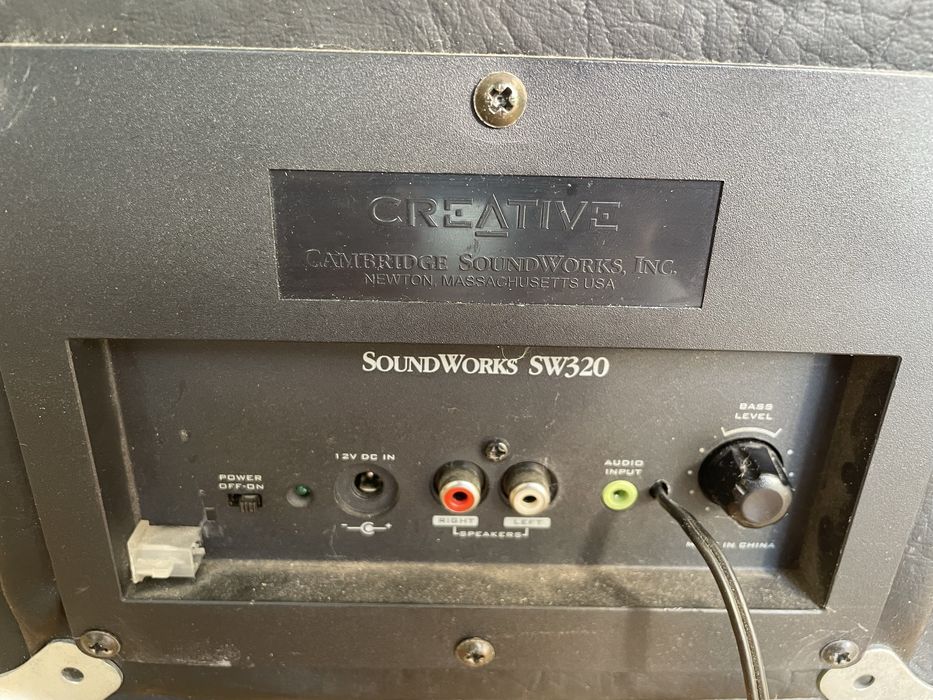 CREATIVE
CAMBRIDGE SOUNDWORKS, INC.
NEWTON, MASSACHUSETTS USA
SOUNDWORKS SW320
BASS
LEVEL
12V DC IN
AUDIO
INPUT
POWER
OFF-ON
RIGHT
LEFT
SPEAKERS
IN CHINA